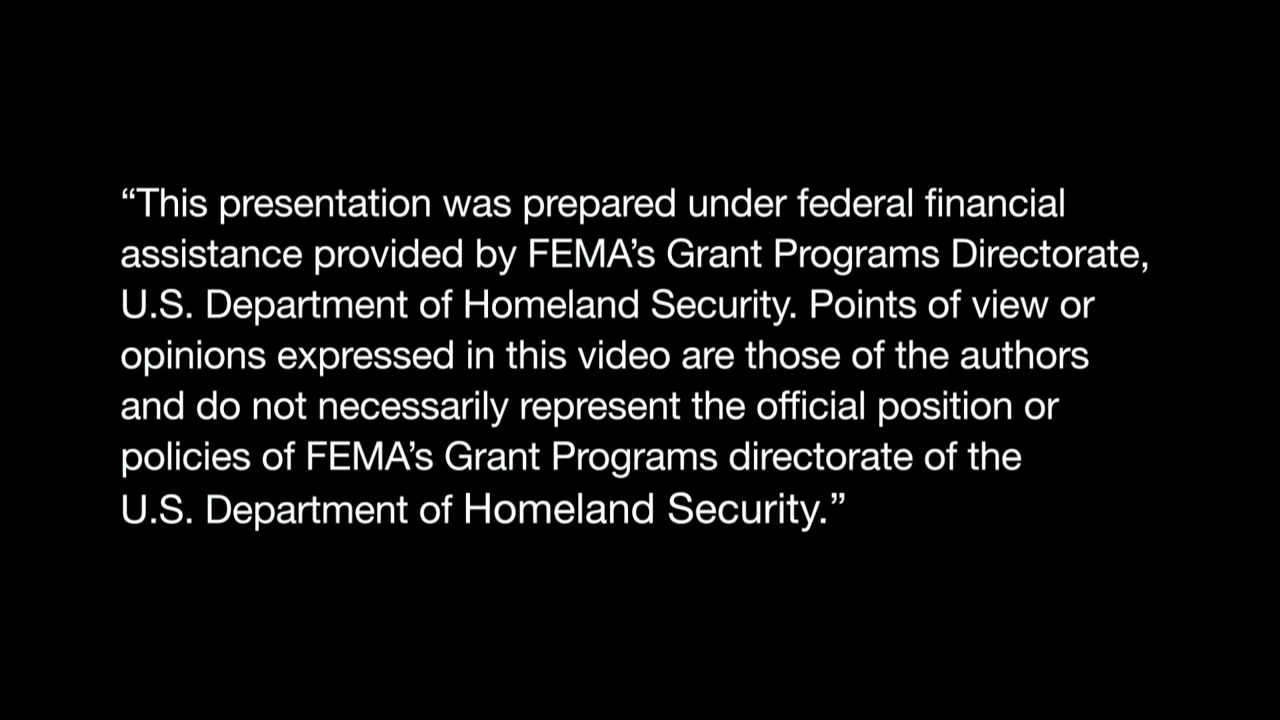 “This presentation was prepared under federal financial
assistance provided by FEMA’s Grant Programs Directorate,
U.S. Department of Homeland Security. Points of view or
opinions expressed in this video are those of the authors
and do not necessarily represent the official position or
policies of FEMA’s Grant Programs directorate of the
U.S. Department of Homeland Security.”